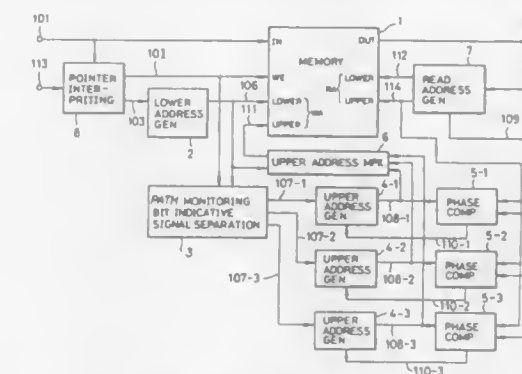 101
113
POINTER
INTER-
PRITING
8
101
103
LOWER
ADDRESS
GEN
2
106
111
1
IN
OUT
MEMORY
WE
LOWER
UPPER
WA
RA
LOWER
UPPER
112
114
7
READ
ADDRESS
GEN
109
UPPER ADDRESS MPX
6
PATH MONITORING
BIT INDICATIVE
SIGNAL SEPARATION
3
107-1
107-2
107-3
4-1
UPPER
ADDRESS
GEN
108-1
5-1
PHASE
COMP
110-1
4-2
UPPER
ADDRESS
GEN
108-2
5-2
PHASE
COMP
110-2
4-3
UPPER
ADDRESS
GEN
108-3
5-3
PHASE
COMP
110-3